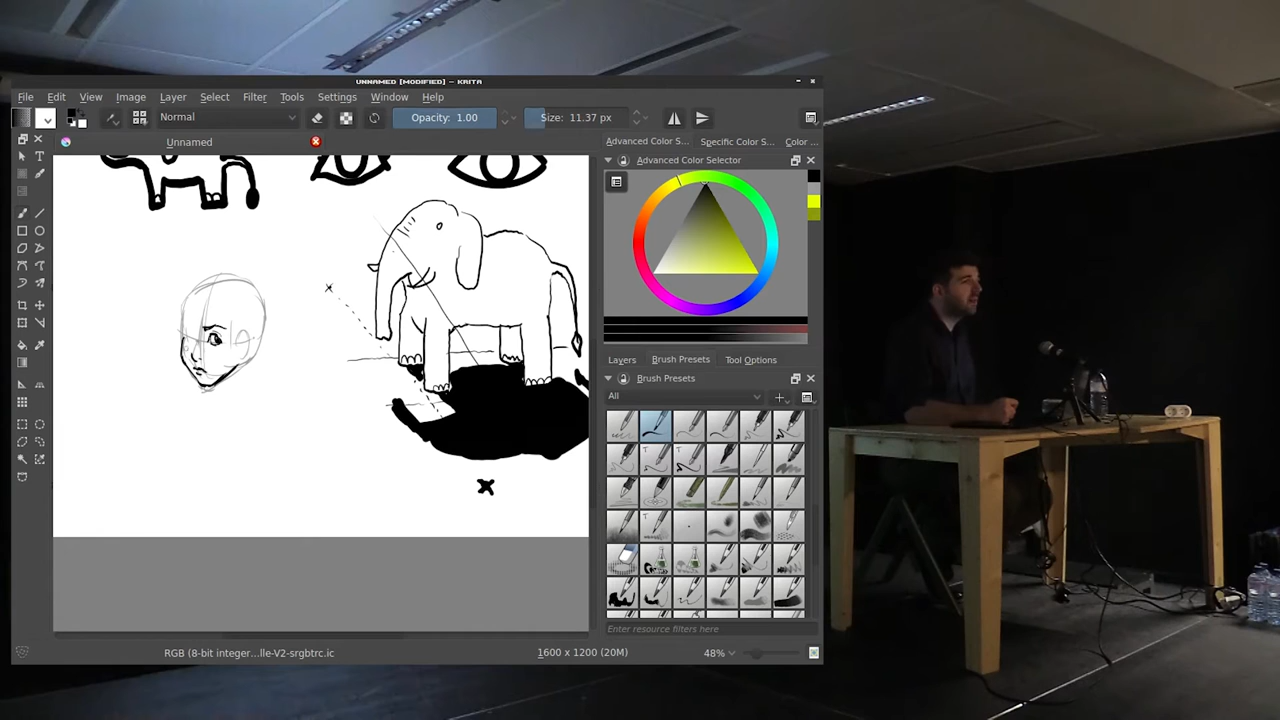 UNNAMED [MODIFIED] -- KRITA
File Edit View Image Layer Select Filter Tools Settings Window Help
Normal Opacity: 1.00 Size: 11.37 px
Unnamed
Advanced Color S... Specific Color S... Color ...
Advanced Color Selector
Layers Brush Presets Tool Options
Brush Presets
All
Enter resource filters here
RGB (8-bit integer...lle-V2-srgbtrc.ic 1600 x 1200 (20M) 48%